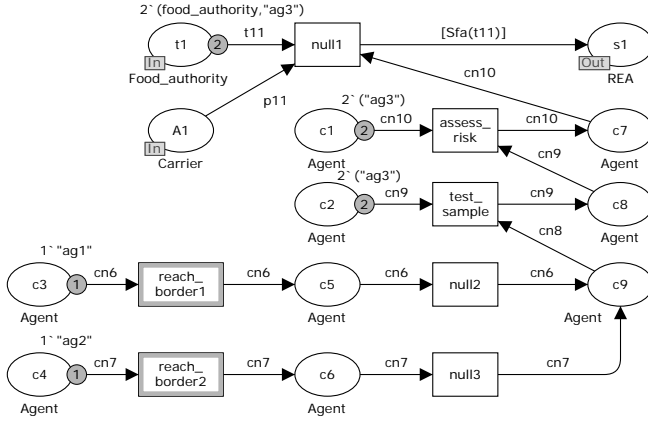 2`(food_authority,"ag3")
t1
2
t11
null1
[Sfa(t11)]
s1
In
Out
Food_authority
REA
cn10
p11
A1
In
Carrier
2`("ag3")
c1
2
cn10
assess_
risk
cn10
c7
Agent
Agent
cn9
2`("ag3")
c2
2
cn9
test_
sample
cn9
c8
Agent
Agent
cn8
1`"ag1"
c3
1
cn6
reach_
border1
cn6
c5
cn6
null2
cn6
c9
Agent
Agent
Agent
1`"ag2"
c4
1
cn7
reach_
border2
cn7
c6
cn7
null3
cn7
Agent
Agent